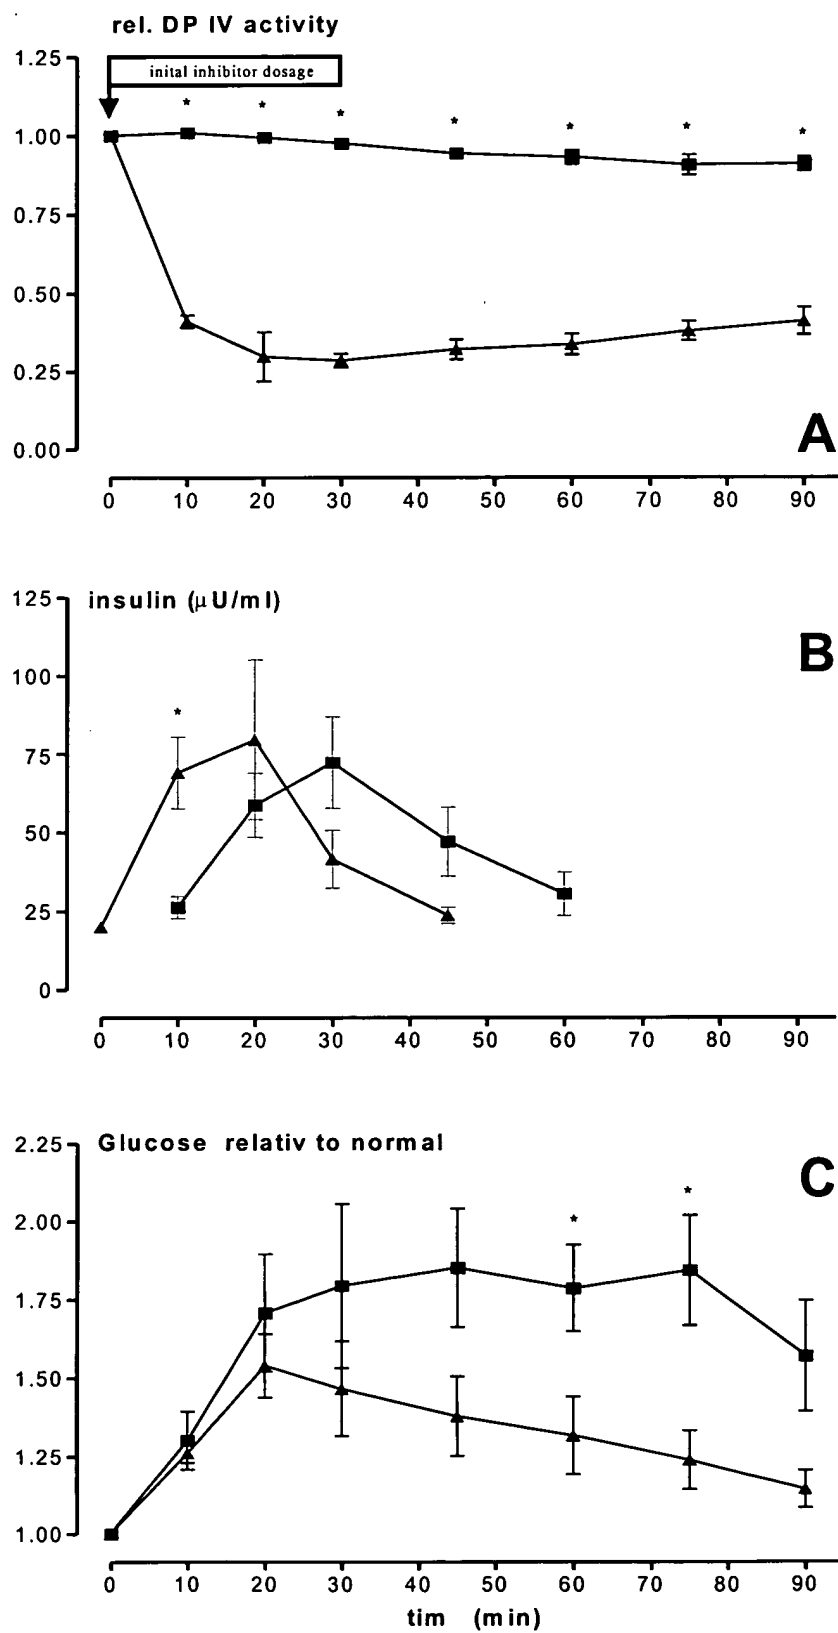 rel. DP IV activity
1.25
inital inhibitor dosage
* * * * * * *
1.00
0.75
0.50
0.25
0.00
A
0 10 20 30 40 50 60 70 80 90
125 insulin (µU/ml)
B
100
*
75
50
25
0
0 10 20 30 40 50 60 70 80 90
2.25 Glucose relativ to normal
C
* *
2.00
1.75
1.50
1.25
1.00
0 10 20 30 40 50 60 70 80 90
tim (min)